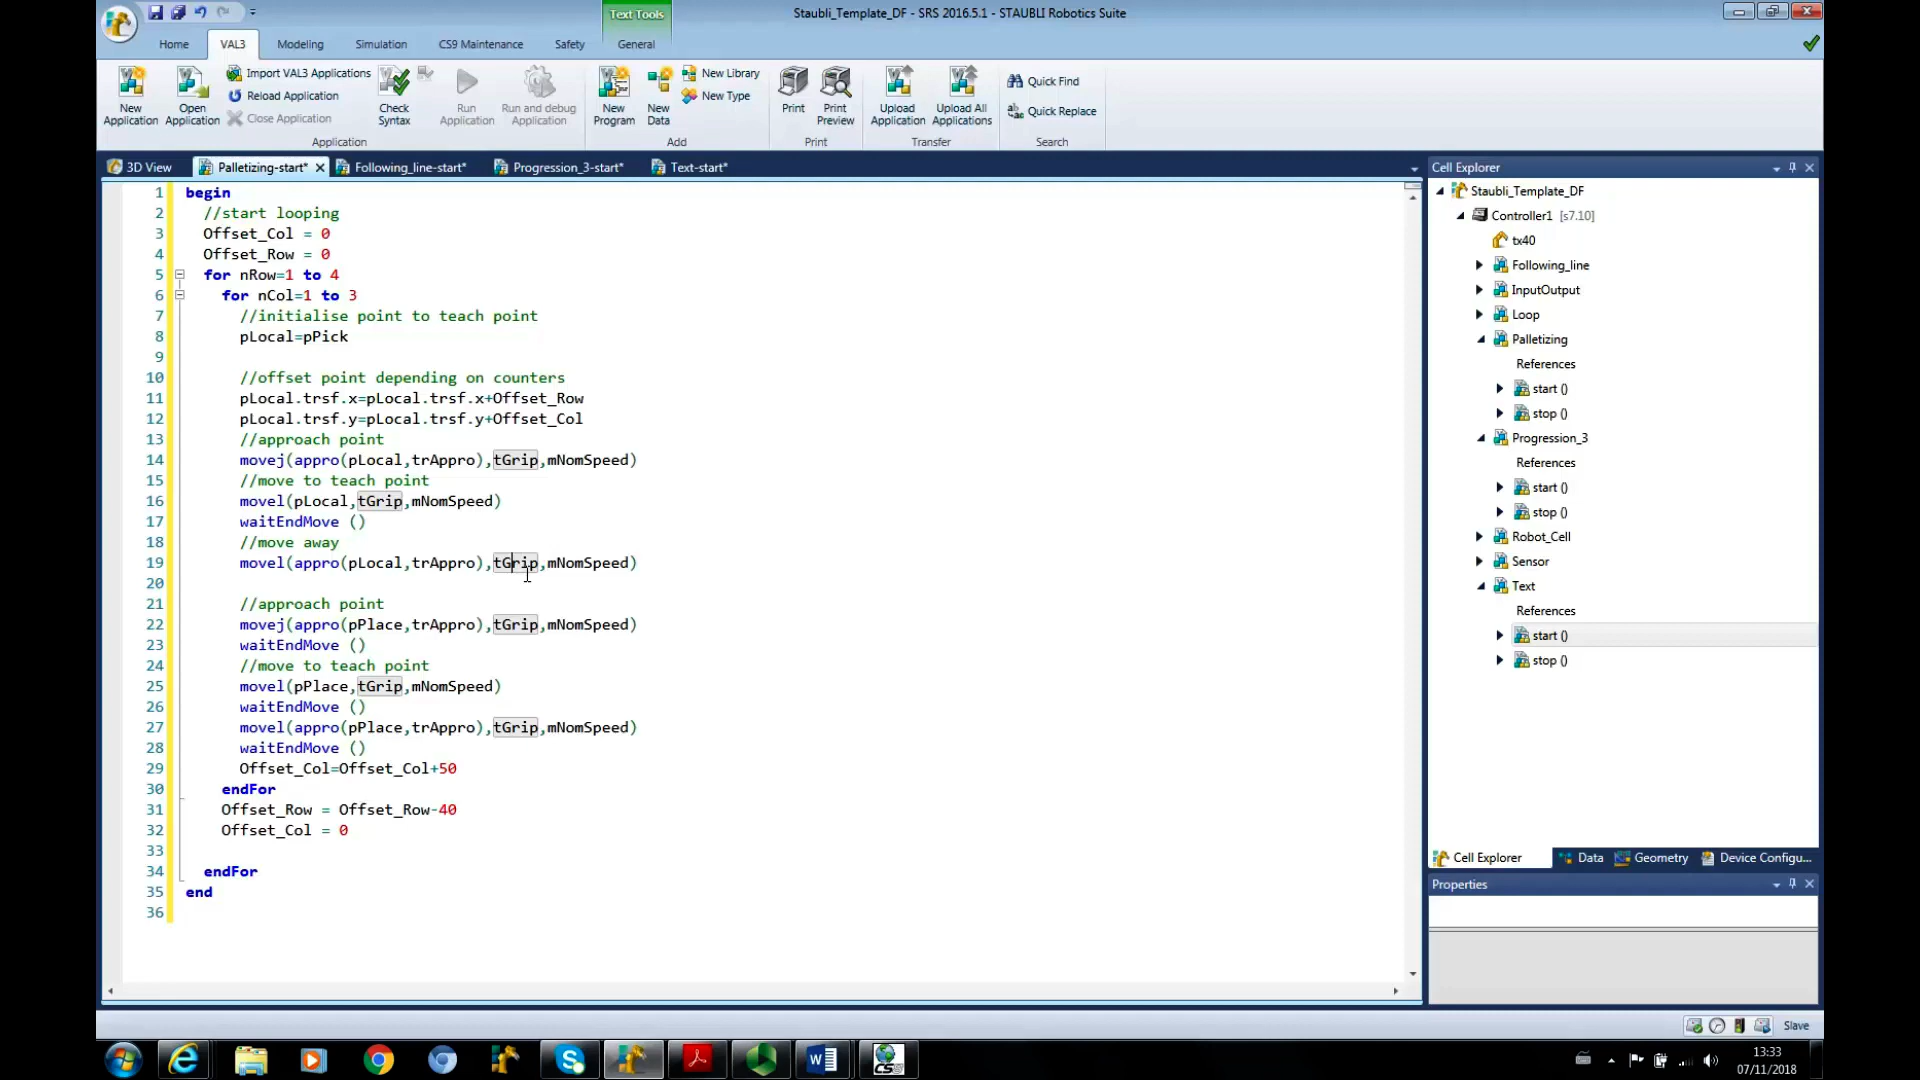 Text Tools
Staubli_Template_DF - SRS 2016.5.1 - STAUBLI Robotics Suite
Home VAL3 Modeling Simulation CS9 Maintenance Safety General
New Application
Open Application
Import VAL3 Applications
Reload Application
Close Application
Check Syntax
Run Application
Run and debug Application
New Program
New Data
New Library
New Type
Print
Print Preview
Upload Application
Upload All Applications
Quick Find
Quick Replace
Application Add Print Transfer Search
3D View Palletizing-start* Following_line-start* Progression_3-start* Text-start*
1 begin
2 //start looping
3 Offset_Col = 0
4 Offset_Row = 0
5 for nRow=1 to 4
6 for nCol=1 to 3
7 //initialise point to teach point
8 pLocal=pPick
9
10 //offset point depending on counters
11 pLocal.trsf.x=pLocal.trsf.x+Offset_Row
12 pLocal.trsf.y=pLocal.trsf.y+Offset_Col
13 //approach point
14 movej(appro(pLocal,trAppro),tGrip,mNomSpeed)
15 //move to teach point
16 movel(pLocal,tGrip,mNomSpeed)
17 waitEndMove ()
18 //move away
19 movel(appro(pLocal,trAppro),tGrip,mNomSpeed)
20
21 //approach point
22 movej(appro(pPlace,trAppro),tGrip,mNomSpeed)
23 waitEndMove ()
24 //move to teach point
25 movel(pPlace,tGrip,mNomSpeed)
26 waitEndMove ()
27 movel(appro(pPlace,trAppro),tGrip,mNomSpeed)
28 waitEndMove ()
29 Offset_Col=Offset_Col+50
30 endFor
31 Offset_Row = Offset_Row-40
32 Offset_Col = 0
33
34 endFor
35 end
36
Cell Explorer
Staubli_Template_DF
Controller1 [s7.10]
tx40
Following_line
InputOutput
Loop
Palletizing
References
start ()
stop ()
Progression_3
References
start ()
stop ()
Robot_Cell
Sensor
Text
References
start ()
stop ()
Cell Explorer Data Geometry Device Configu...
Properties
Slave
13:33
07/11/2018